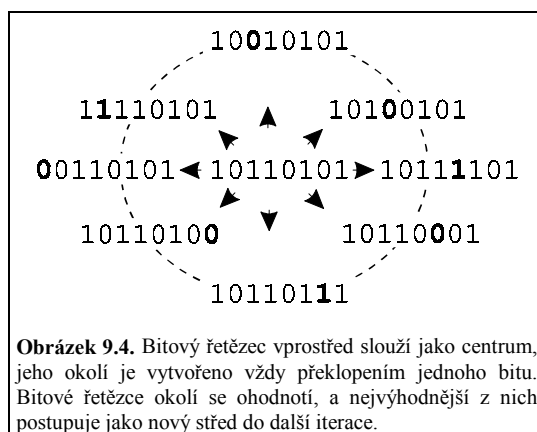 10010101
11110101 10100101
00110101 10110101 10111101
10110100 10110001
10110111
Obrázek 9.4. Bitový řetězec vprostřed slouží jako centrum,
jeho okolí je vytvořeno vždy překlopením jednoho bitu.
Bitové řetězce okolí se ohodnotí, a nejvýhodnější z nich
postupuje jako nový střed do další iterace.